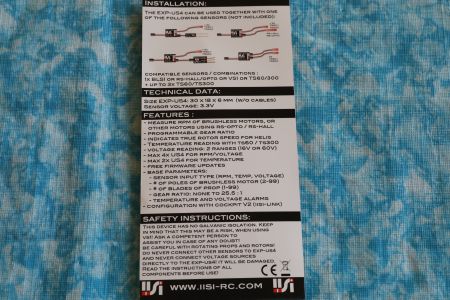 INSTALLATION:
THE EXP-US4 CAN BE USED TOGETHER WITH ONE
OF THE FOLLOWING SENSORS (NOT INCLUDED):
COMPATIBLE SENSORS / COMBINATIONS:
1X BLSI OR RS-HALL/OPTO OR VSI OR TS60/300
+ UP TO 3X TS60/TS300
TECHNICAL DATA:
SIZE EXP-US4: 30 X 18 X 6 MM (W/O CABLES)
SENSOR VOLTAGE: 3.3V
FEATURES:
- MEASURE RPM OF BRUSHLESS MOTORS, OR
OTHER MOTORS USING RS-OPTO / RS-HALL
- PROGRAMMABLE GEAR RATIO
- INDICATES TRUE ROTOR SPEED FOR HELIS
- TEMPERATURE READING WITH TS60 / TS300
- VOLTAGE READING: 2 RANGES (16V OR 60V)
- MAX 4X US4 FOR RPM/VOLTAGE
- MAX 2X US4 FOR TEMPERATURE
- FREE FIRMWARE UPDATES
- BASE PARAMETERS:
- SENSOR INPUT TYPE (RPM, TEMP, VOLTAGE)
- # OF POLES OF BRUSHLESS MOTOR (2-99)
- # OF BLADES OF PROP (1-99)
- GEAR RATIO: NONE TO 25.5 : 1
- TEMPERATURE AND VOLTAGE ALARMS
- CONFIGURATION WITH COCKPIT V2 (IISI-LINK)
SAFETY INSTRUCTIONS:
THIS DEVICE HAS NO GALVANIC ISOLATION. KEEP
IN MIND THAT THIS MAY BE A RISK, WHEN USING
IT! ASK A COMPETENT PERSON TO
ASSIST YOU IN CASE OF ANY DOUBT!
BE CAREFUL WITH ROTATING PROPS AND ROTORS!
DO NEVER CONNECT OTHER SENSORS TO EXP-US4
AND NEVER CONNECT VOLTAGE SOURCES
DIRECTLY TO THE EXP-US4! IT WILL BE DAMAGED.
READ THE INSTRUCTIONS OF ALL
COMPONENTS BEFORE USE!
CE
IISI WWW.IISI-RC.COM IISI